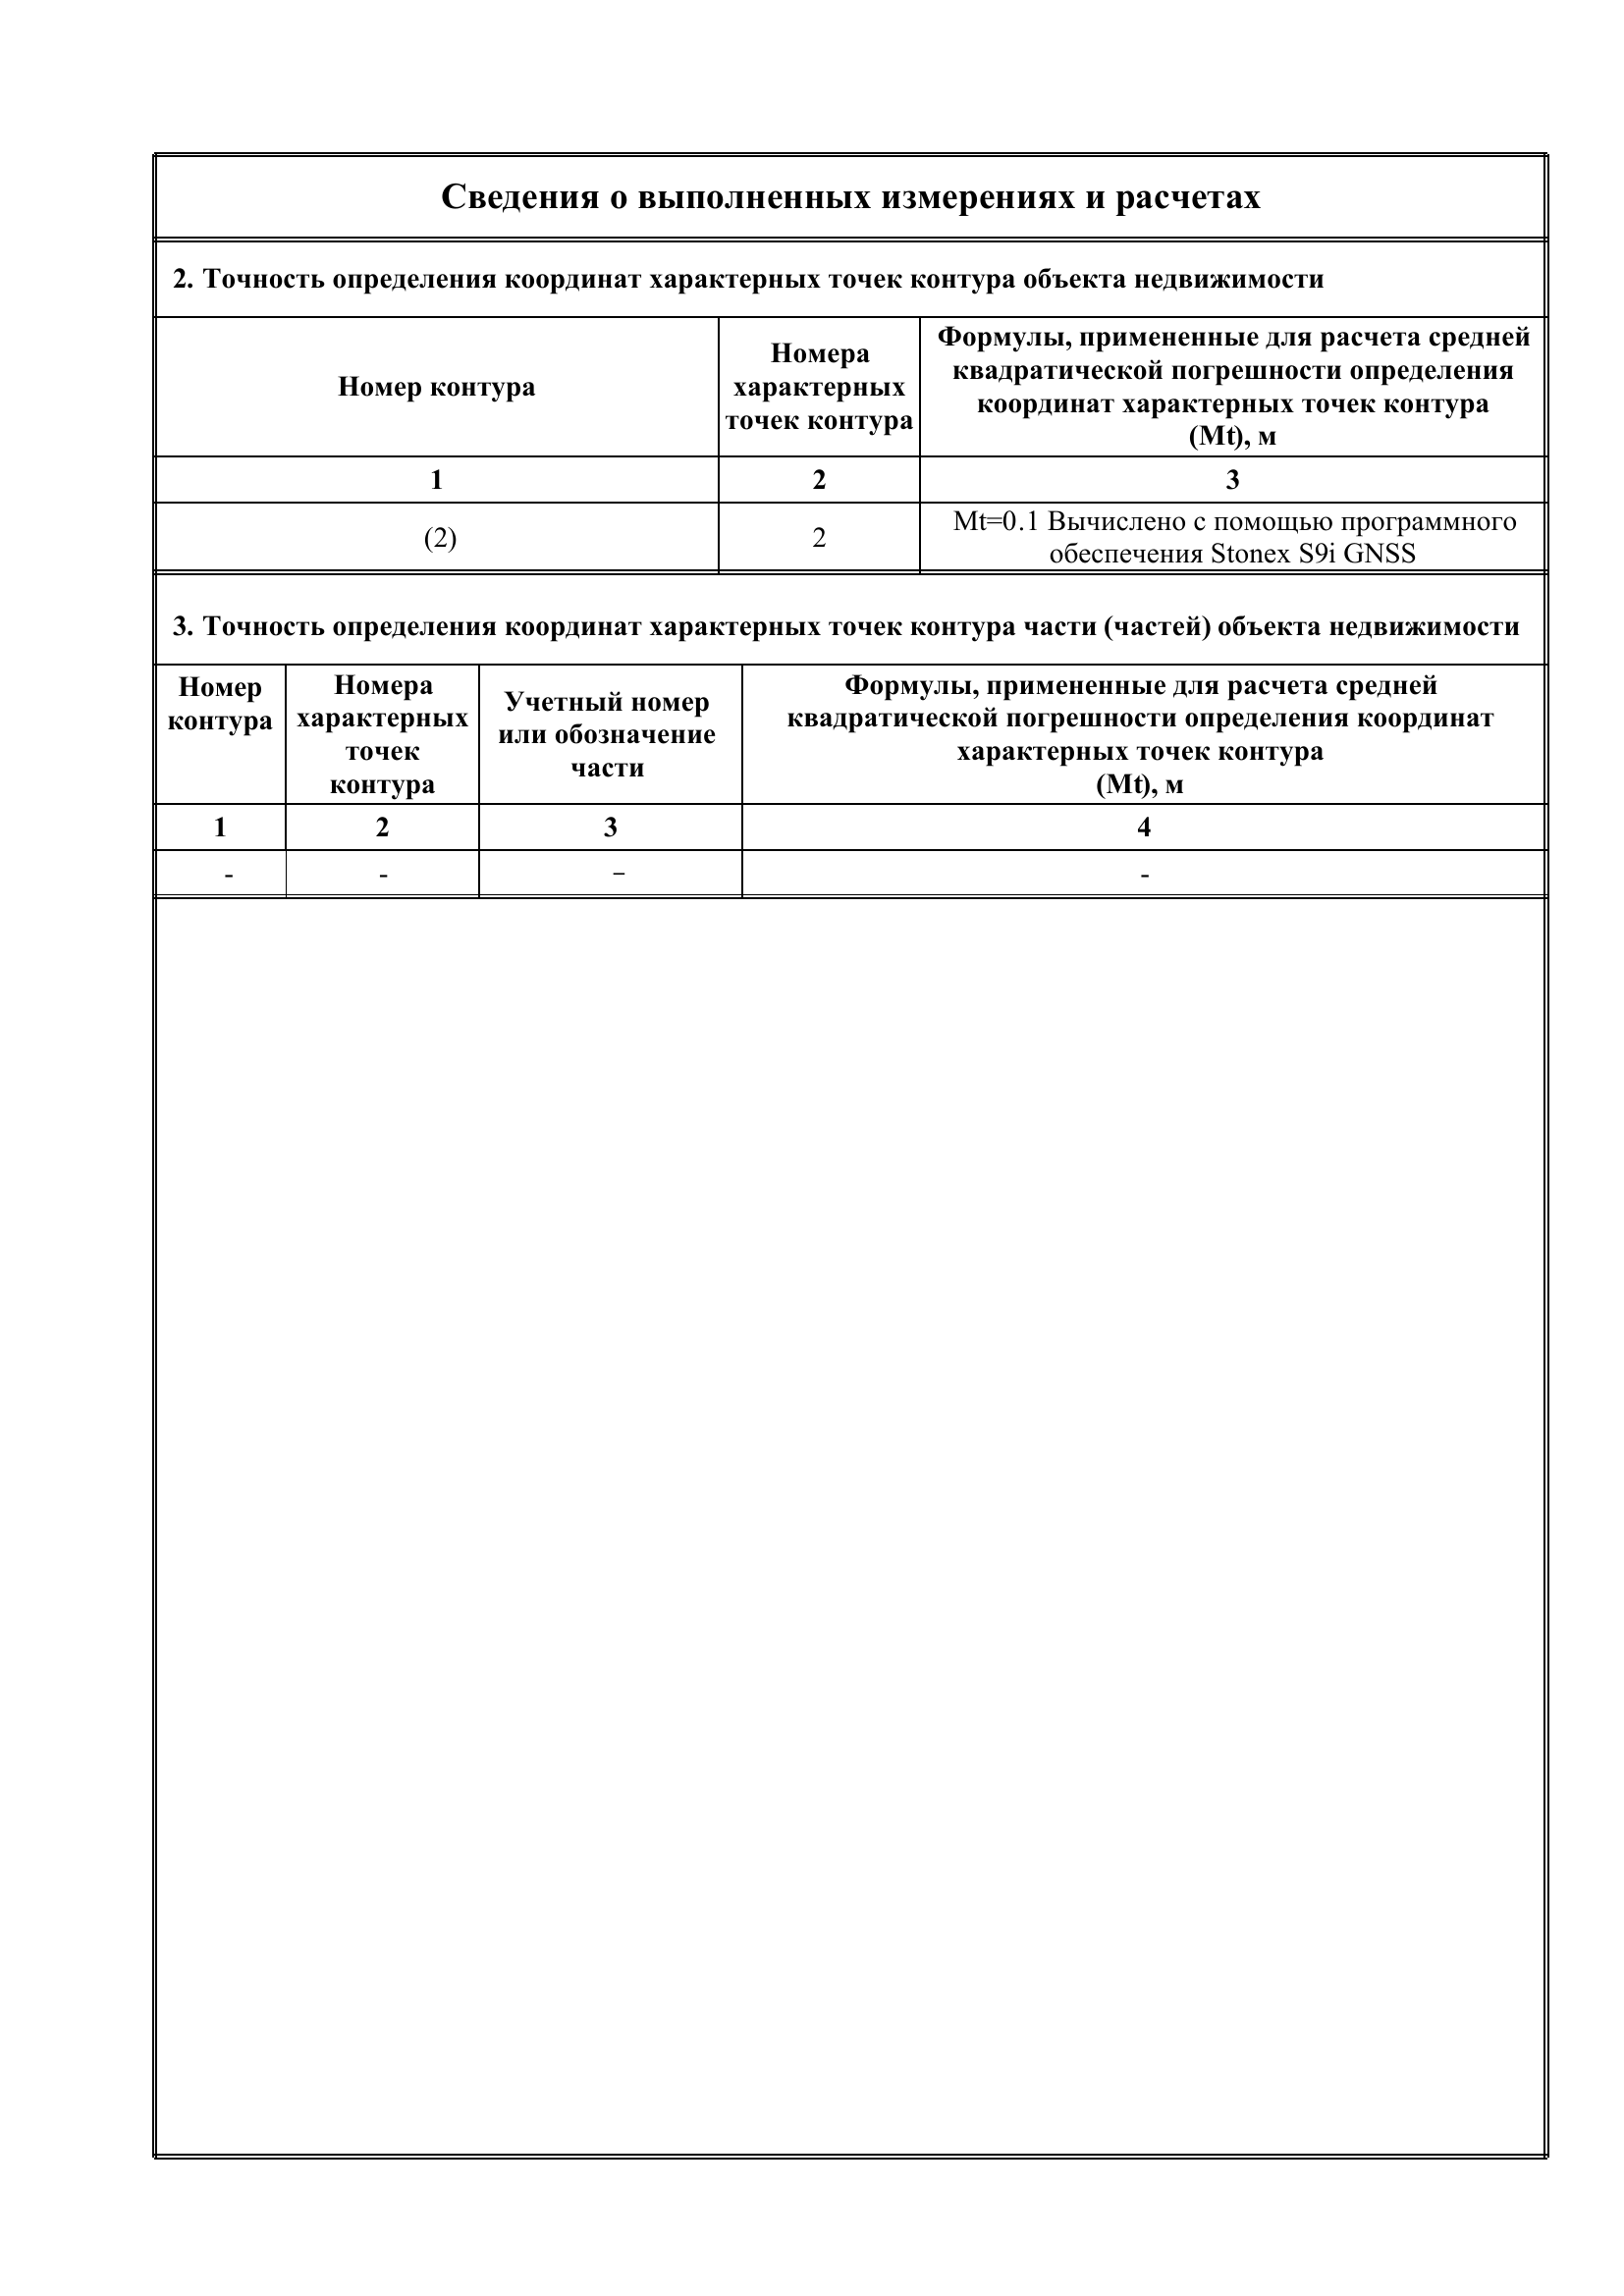 Сведения о выполненных измерениях и расчетах
2. Точность определения координат характерных точек контура объекта недвижимости
Номер контура
Номера
характерных
точек контура
Формулы, примененные для расчета средней
квадратической погрешности определения
координат характерных точек контура
(Mt), м
1
2
3
(2)
2
Mt=0.1 Вычислено с помощью программного
обеспечения Stonex S9i GNSS
3. Точность определения координат характерных точек контура части (частей) объекта недвижимости
Номер
контура
Номера
характерных
точек
контура
Учетный номер
или обозначение
части
Формулы, примененные для расчета средней
квадратической погрешности определения координат
характерных точек контура
(Mt), м
1
2
3
4
-
-
–
-